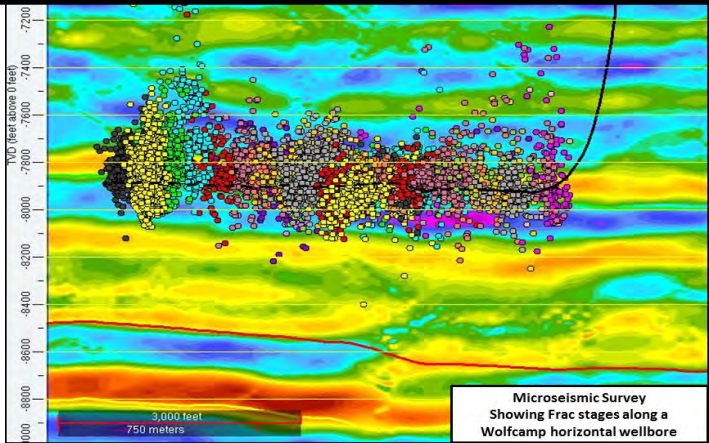 TVD (feet above 0 feet)
-7200
-7400
-7600
-7800
-8000
-8200
-8400
-8600
-8800
9000
3,000 feet
750 meters
Microseismic Survey
Showing Frac stages along a
Wolfcamp horizontal wellbore